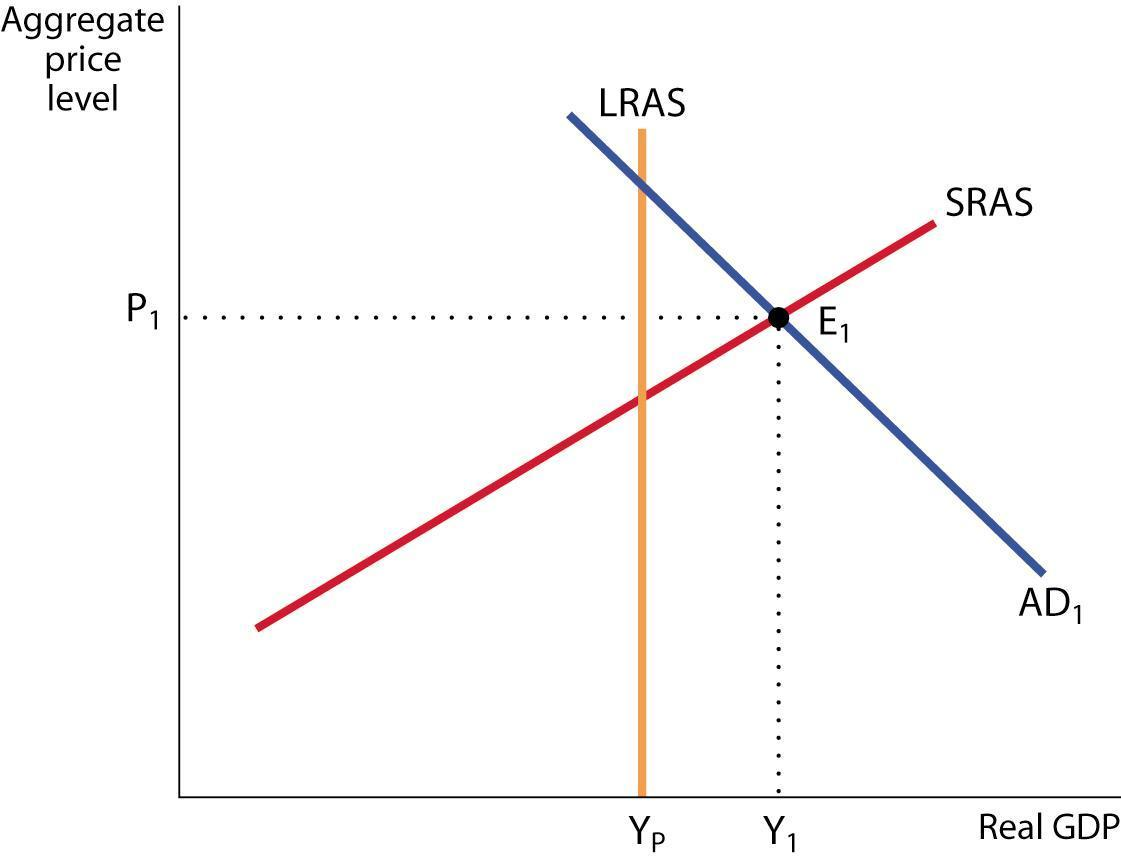 Aggregate
price
level
LRAS
SRAS
P₁
E₁
AD₁
Yₚ
Y₁
Real GDP